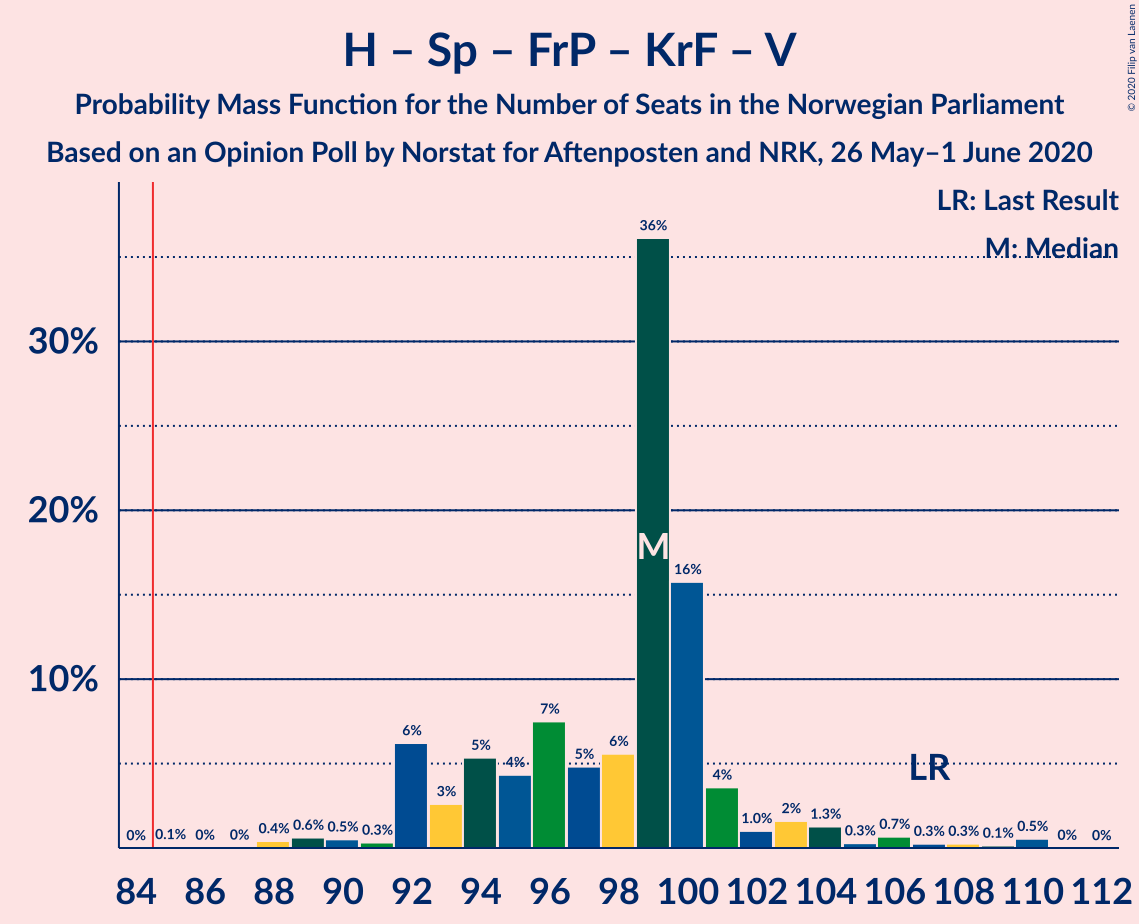 H – Sp – FrP – KrF – V
Probability Mass Function for the Number of Seats in the Norwegian Parliament
Based on an Opinion Poll by Norstat for Aftenposten and NRK, 26 May–1 June 2020
© 2020 Filip van Laenen
LR: Last Result
M: Median
30%
20%
10%
0% 0.1% 0% 0% 0.4% 0.6% 0.5% 0.3% 6% 3% 5% 4% 7% 5% 6% 36% 16% 4% 1.0% 2% 1.3% 0.3% 0.7% 0.3% 0.3% 0.1% 0.5% 0% 0%
M
LR
84 86 88 90 92 94 96 98 100 102 104 106 108 110 112